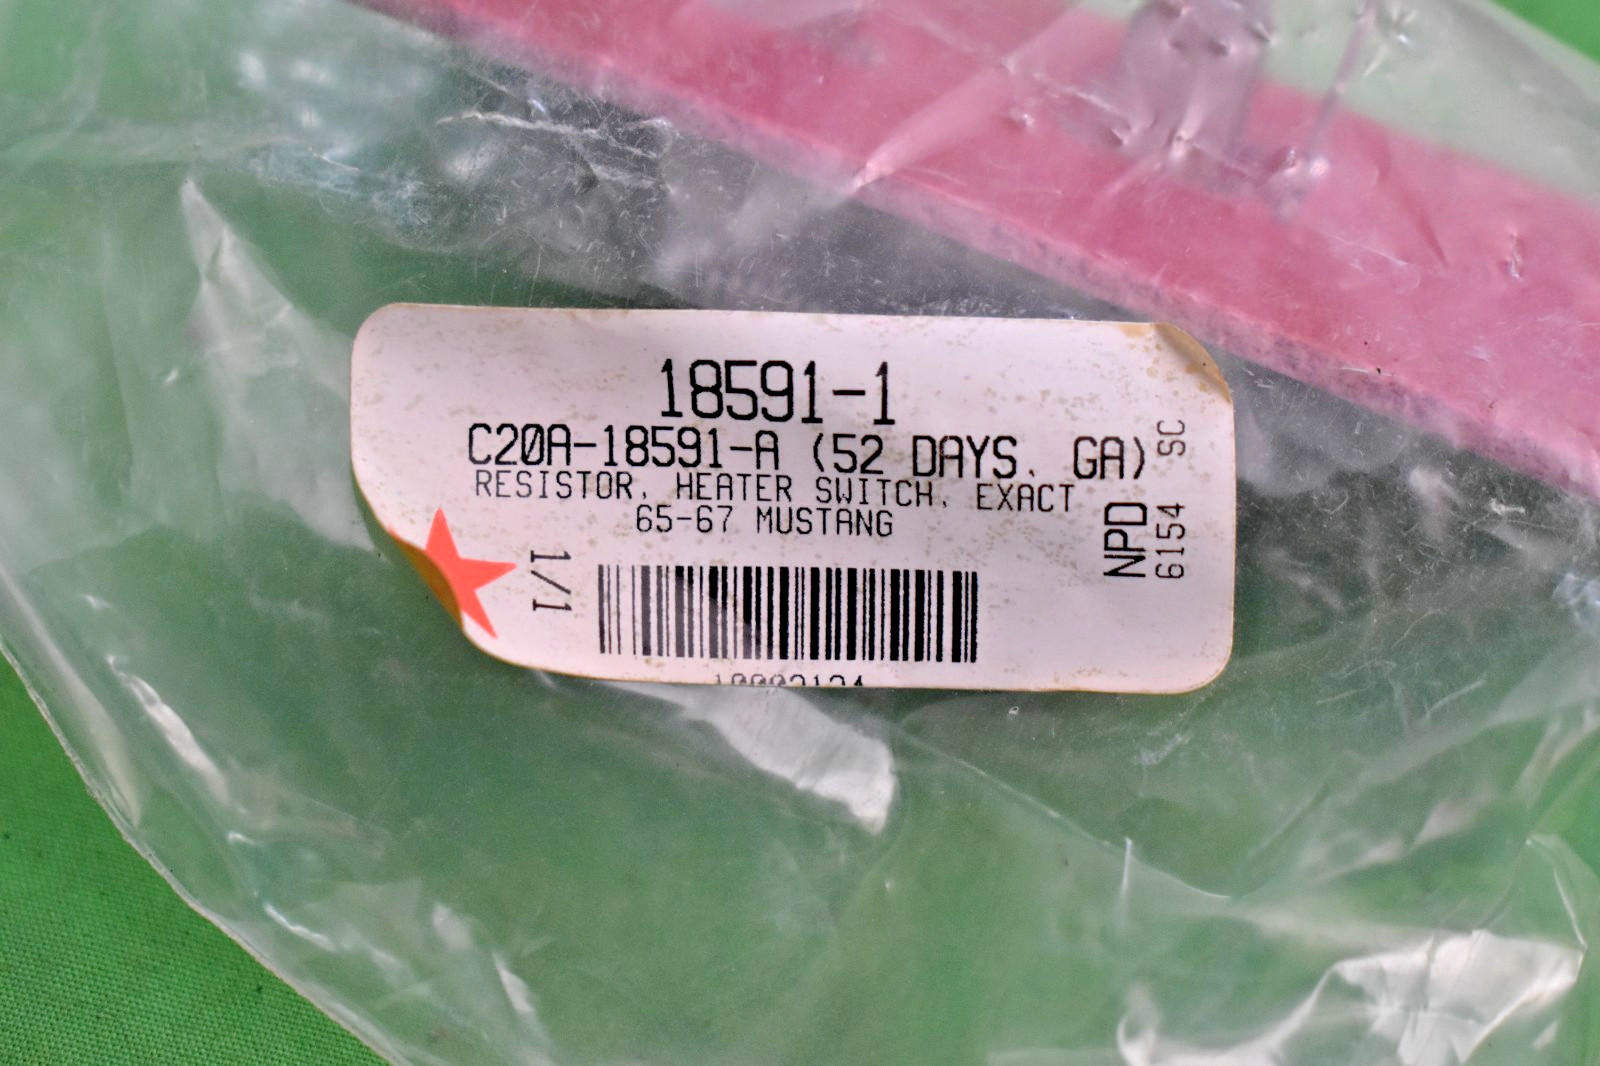 18591-1
C20A-18591-A (52 DAYS, GA)
RESISTOR, HEATER SWITCH, EXACT
65-67 MUSTANG
1/1
NPD
6154 SC